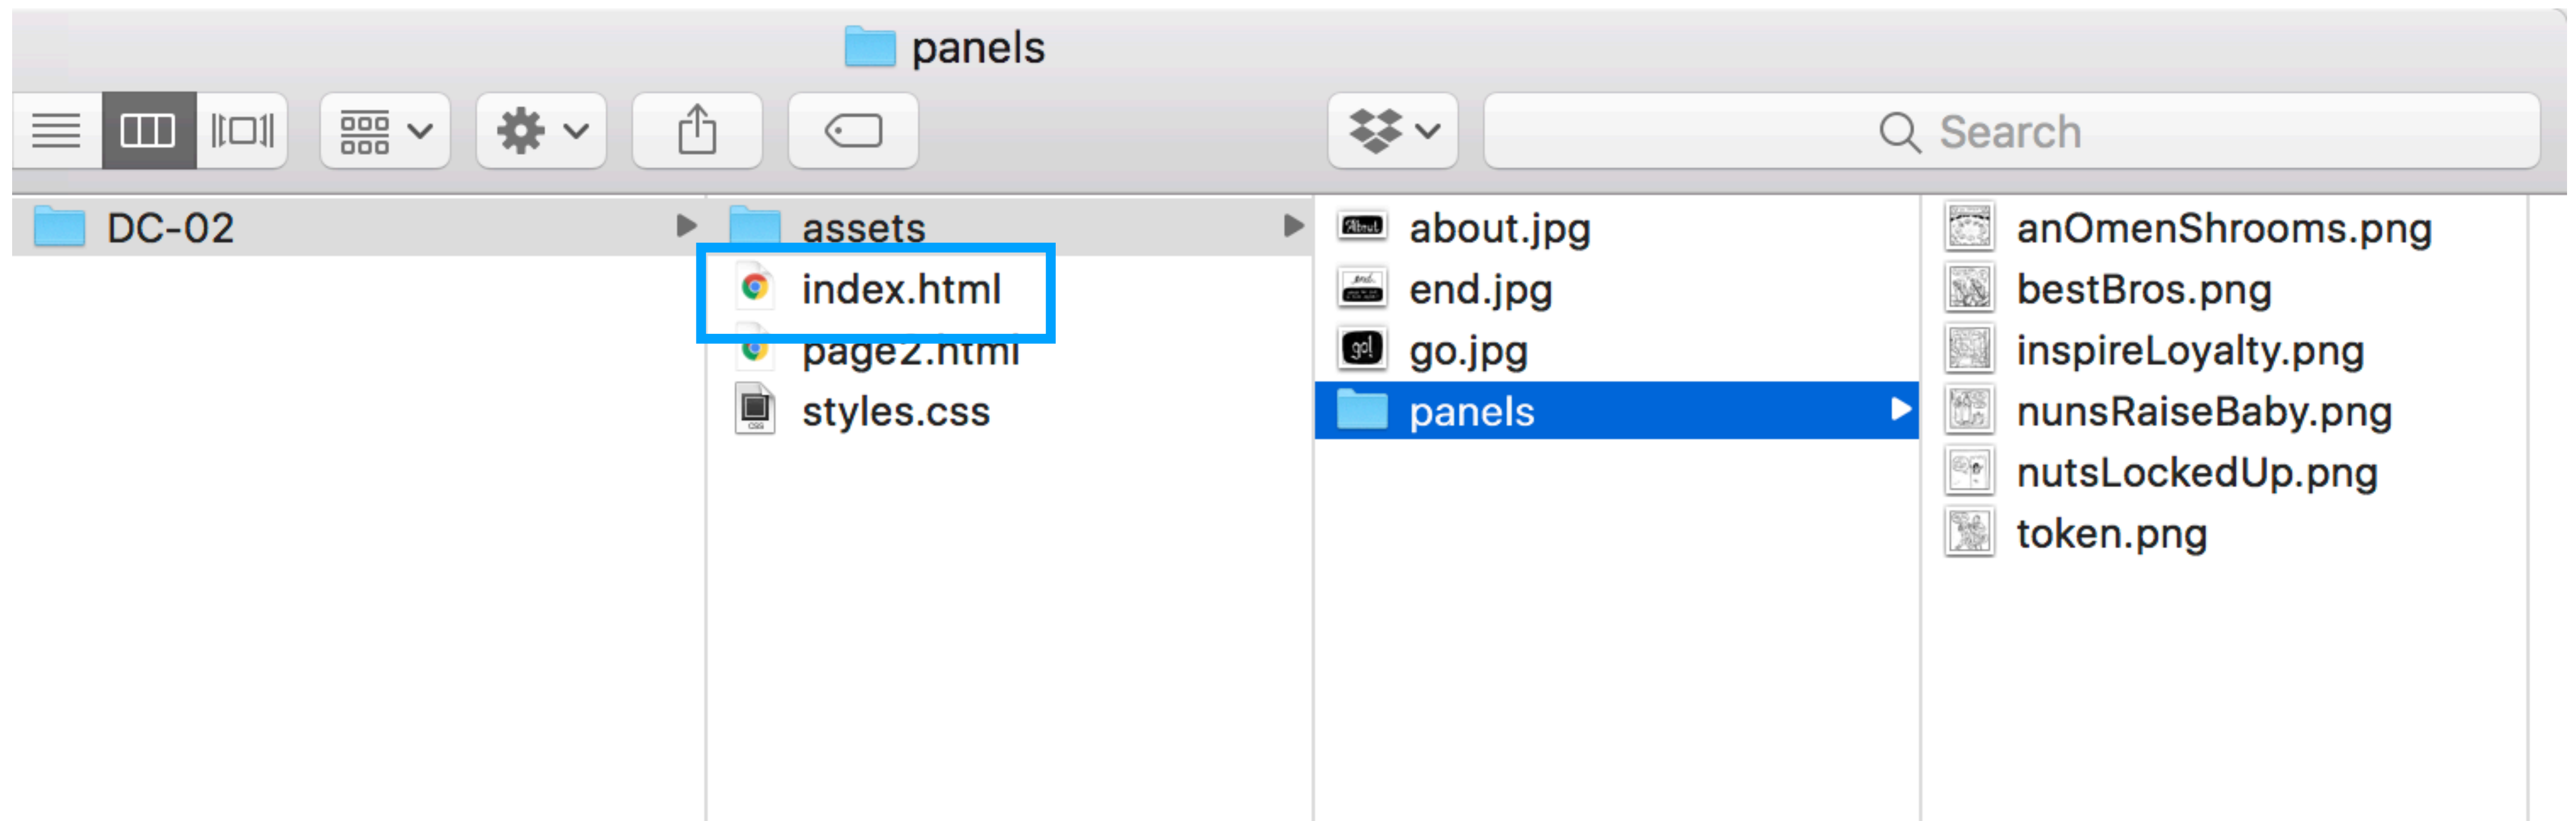 panels
Search
DC-02
assets
index.html
page2.html
styles.css
about.jpg
end.jpg
go.jpg
panels
anOmenShrooms.png
bestBros.png
inspireLoyalty.png
nunsRaiseBaby.png
nutsLockedUp.png
token.png